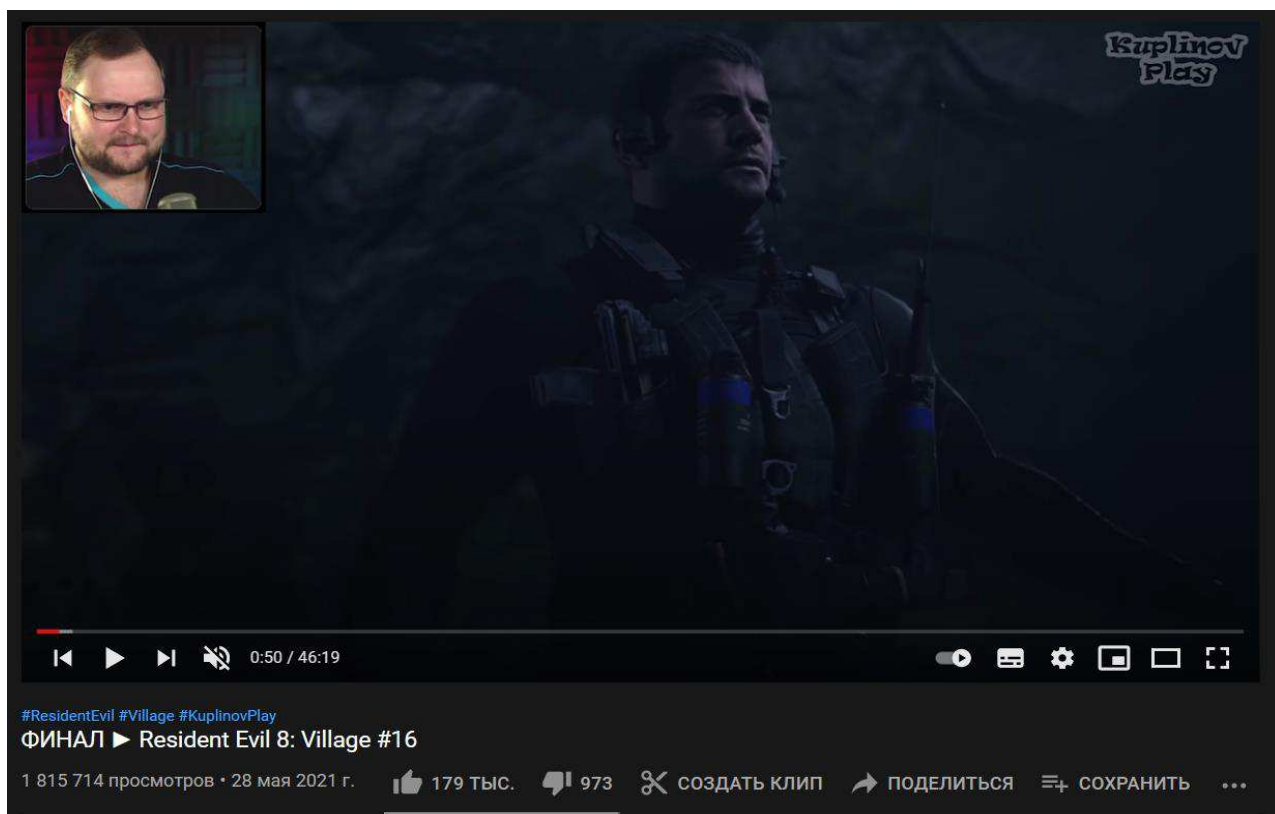 Kuplinov
Play
0:50 / 46:19
#ResidentEvil #Village #KuplinovPlay
ФИНАЛ ► Resident Evil 8: Village #16
1 815 714 просмотров • 28 мая 2021 г. 179 ТЫС. 973 СОЗДАТЬ КЛИП ПОДЕЛИТЬСЯ СОХРАНИТЬ